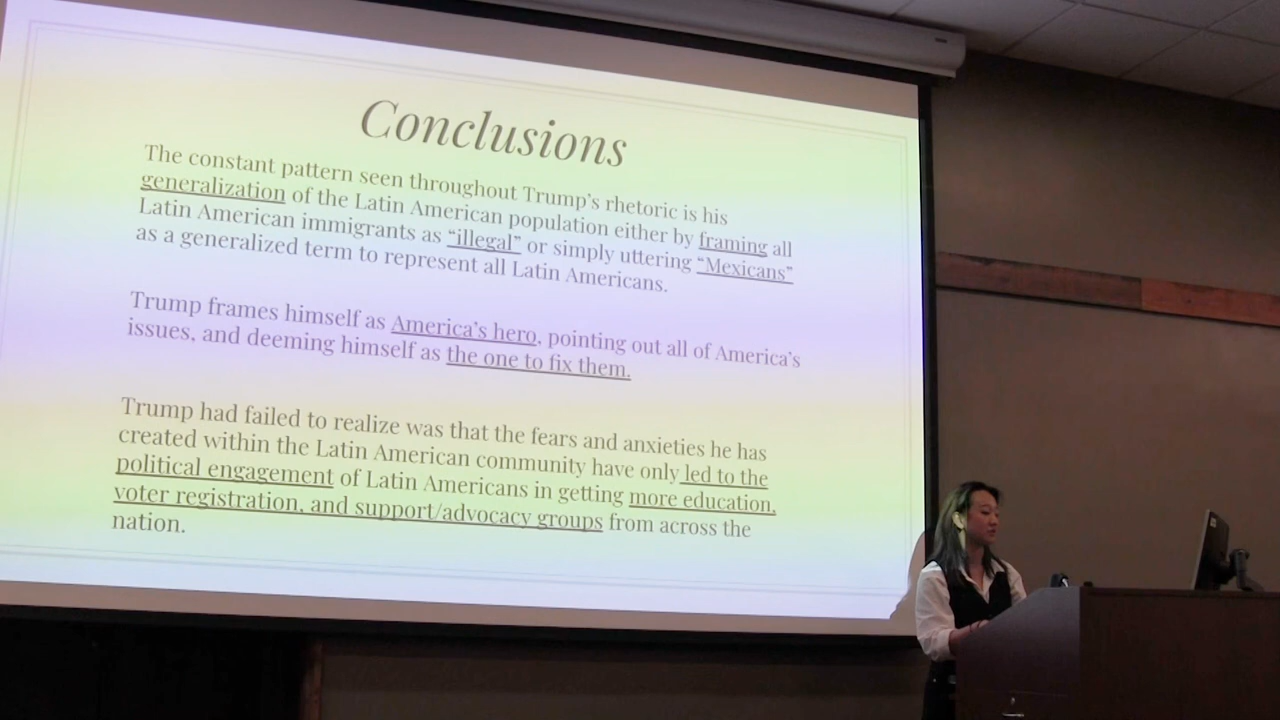 Conclusions
The constant pattern seen throughout Trump's rhetoric is his
generalization of the Latin American population either by framing all
Latin American immigrants as “illegal” or simply uttering “Mexicans”
as a generalized term to represent all Latin Americans.
Trump frames himself as America's hero, pointing out all of America's
issues, and deeming himself as the one to fix them.
Trump had failed to realize was that the fears and anxieties he has
created within the Latin American community have only led to the
political engagement of Latin Americans in getting more education,
voter registration, and support/advocacy groups from across the
nation.